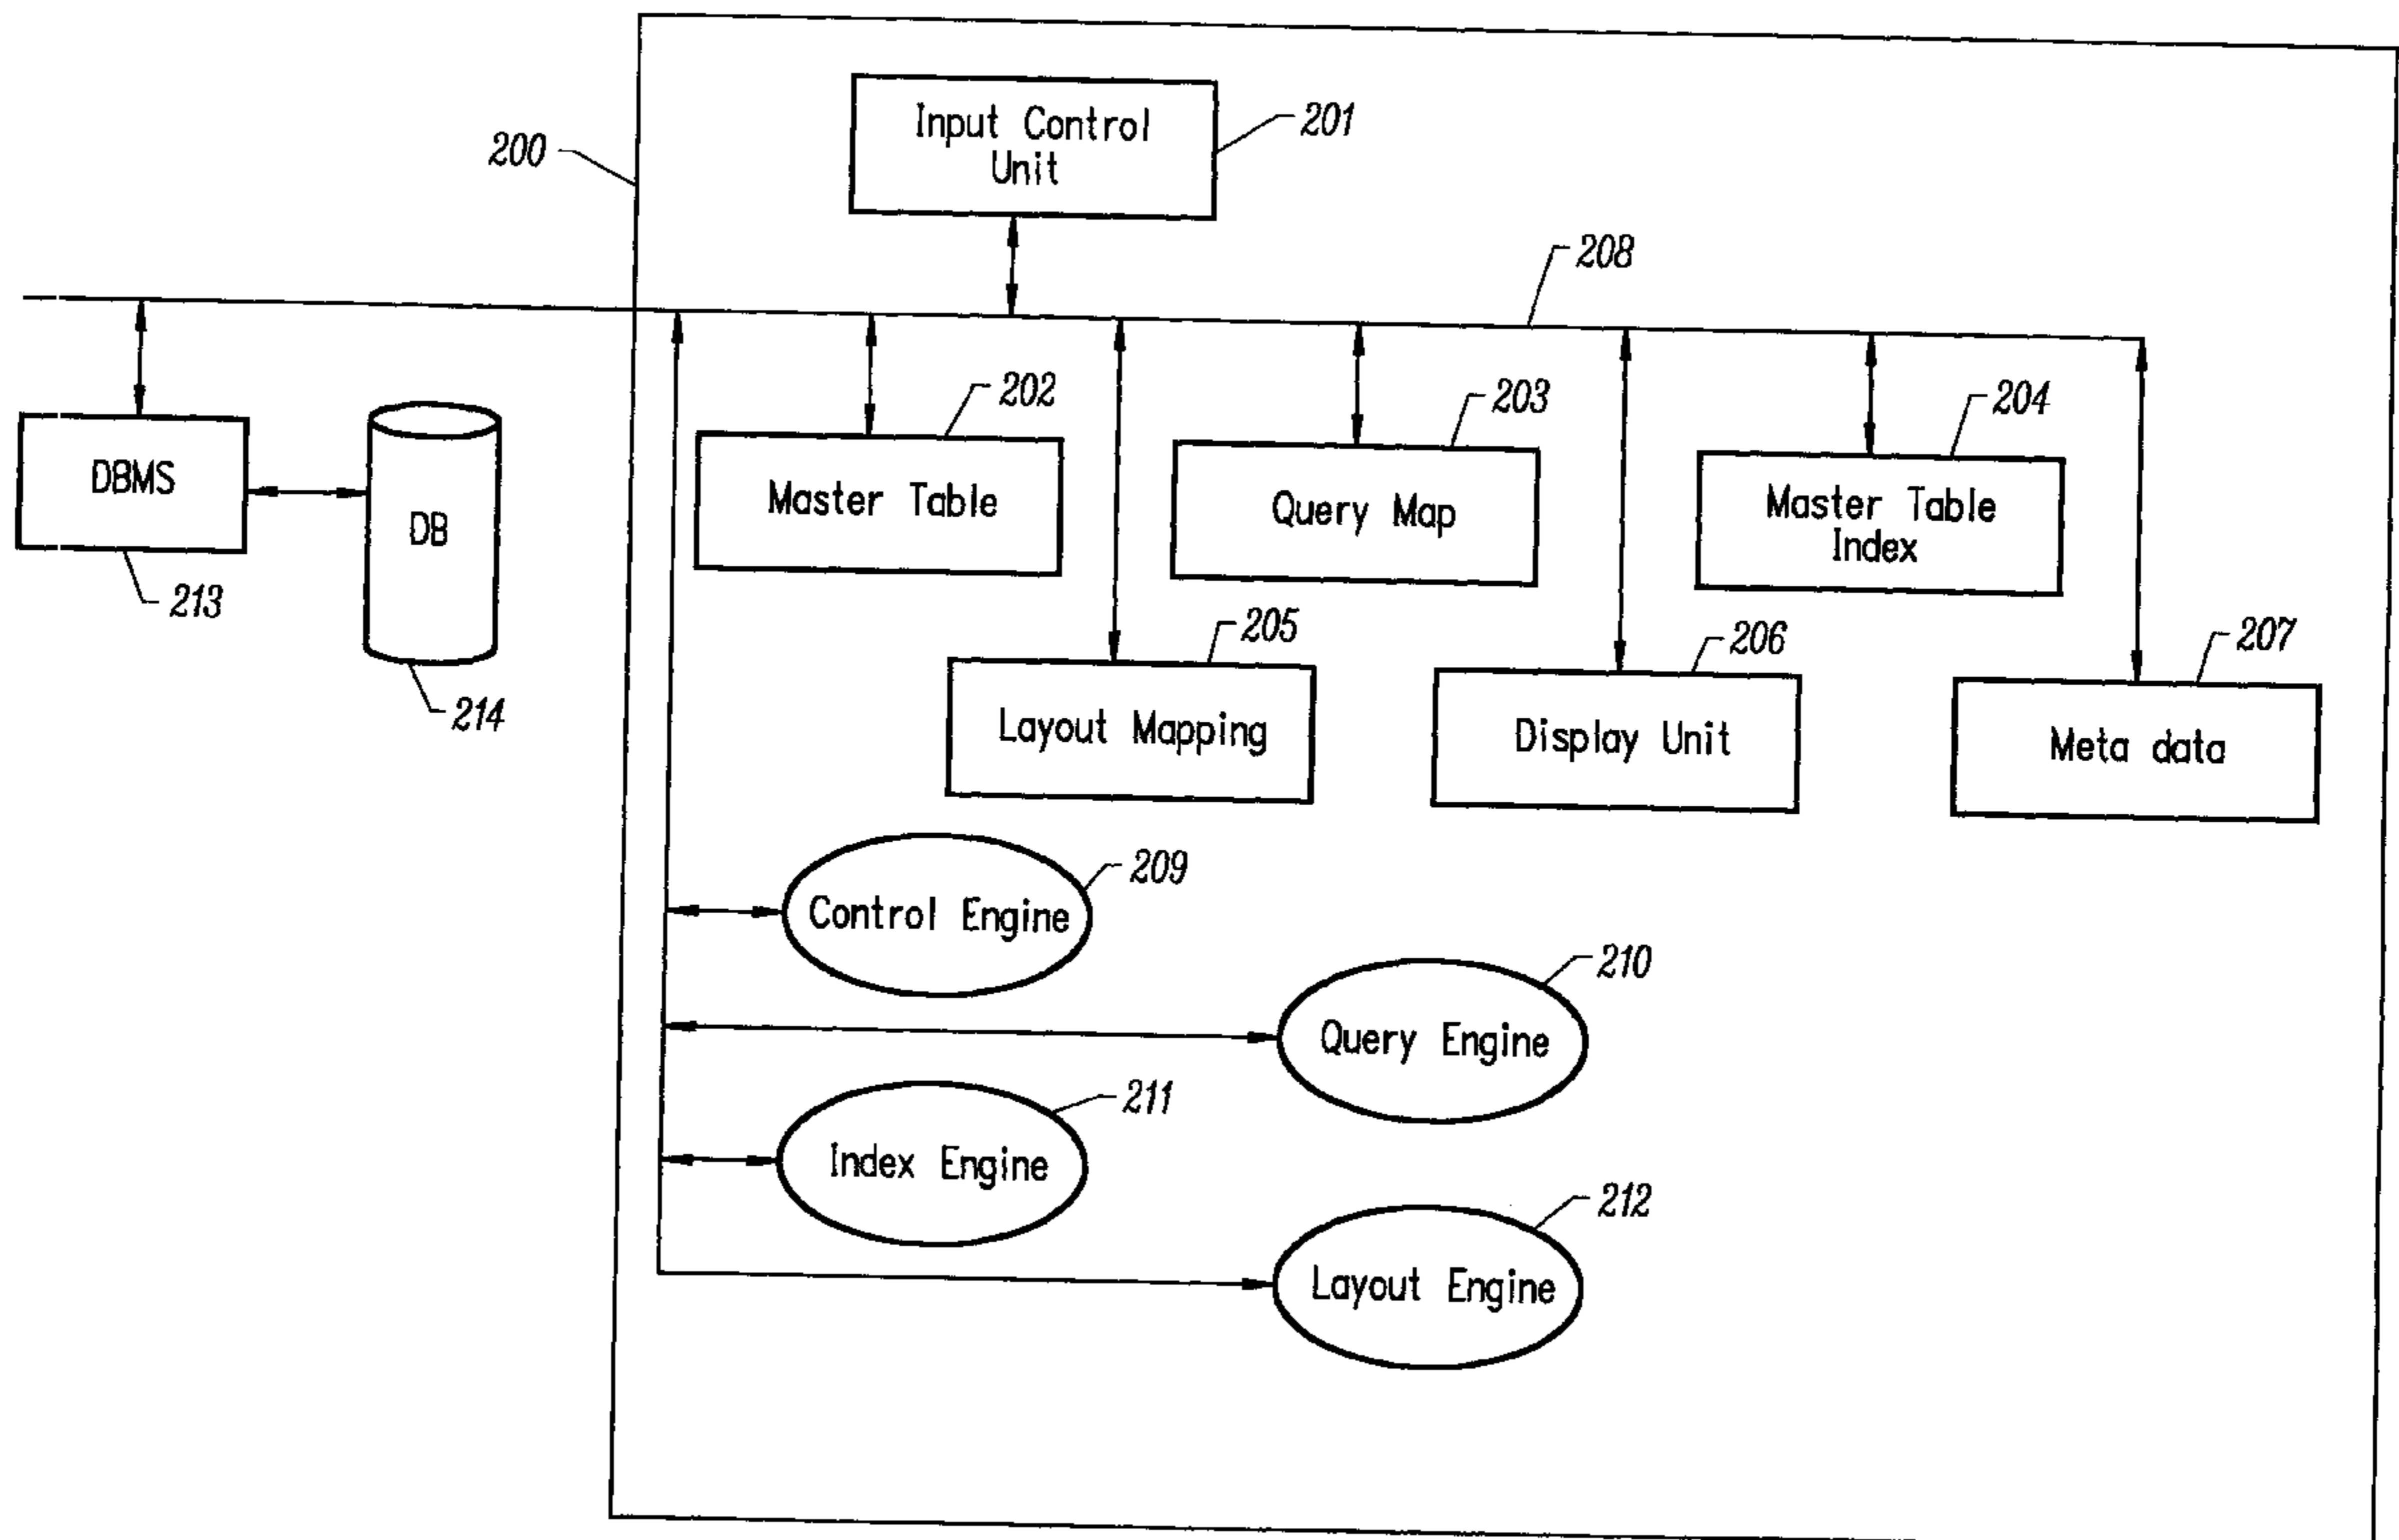 Input Control
Unit
201
200
208
202
203
204
DBMS
DB
Master Table
Query Map
Master Table
Index
213
205
206
207
214
Layout Mapping
Display Unit
Meta data
209
Control Engine
210
Query Engine
211
Index Engine
212
Layout Engine